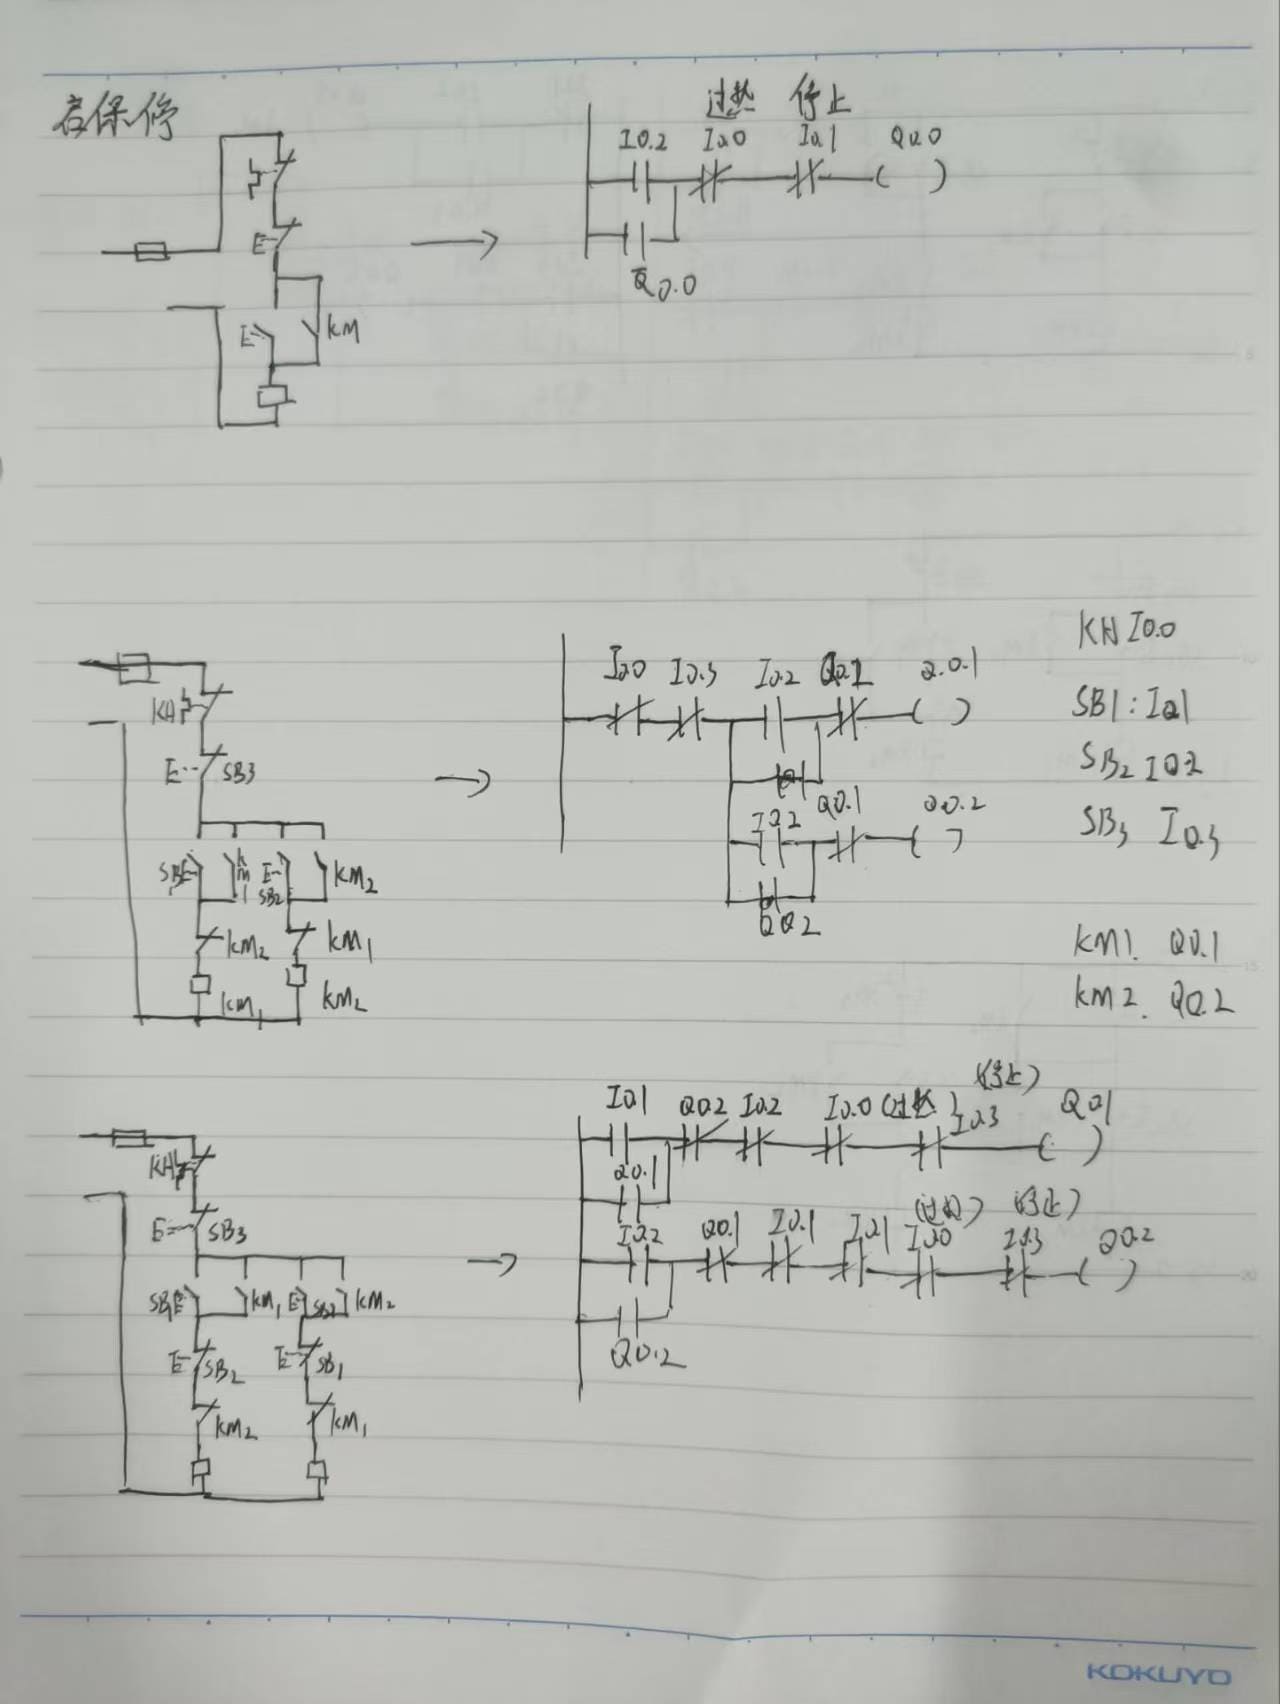 启保停
过热 停止
I0.2 I0.0 I0.1 Q0.0
E
Q0.0
E KM
KH I0.0
I0.0 I0.3 I0.2 Q0.2 Q0.1
KH
SB1: I0.1
E SB3
SB2 I0.2
Q0.1 Q0.2
I0.2
SB3 I0.3
SB1 E KM1 E SB2 KM2
Q0.2
KM2 KM1
KM1. Q0.1
KM1 KM2
KM2. Q0.2
(停止)
I0.1 Q0.2 I0.2 I0.0 (过热) I0.3 Q0.1
KH
Q0.1
(过热) (停止)
E SB3
I0.2 Q0.1 I0.1 I0.1 I0.0 I0.3 Q0.2
SB1 E KM1 E SB2 KM2
Q0.2
E SB2 E SB1
KM2 KM1
KOKUYO